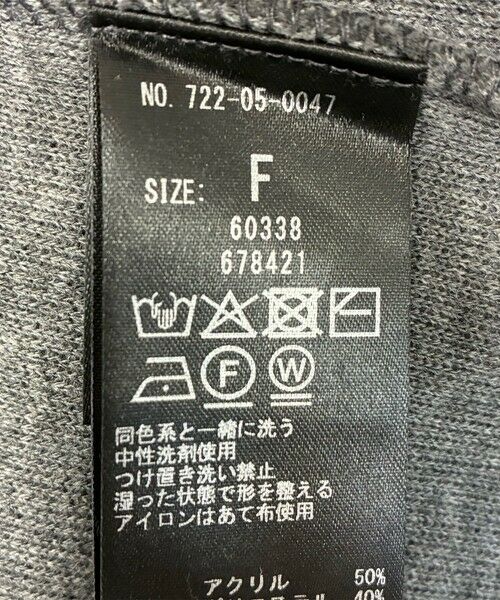 NO. 722-05-0047
SIZE: F
60338
678421
F W
同色系と一緒に洗う
中性洗剤使用
つけ置き洗い禁止
湿った状態で形を整える
アイロンはあて布使用
アクリル 50%
40%